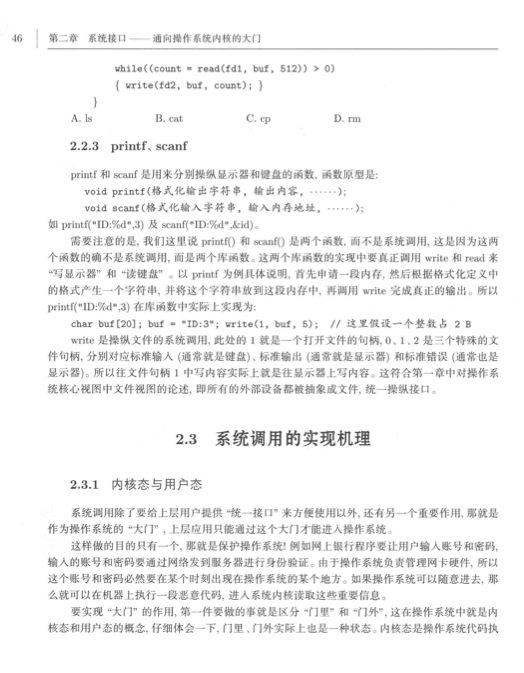 46 第二章 系统接口 —— 通向操作系统内核的大门
while((count = read(fd1, buf, 512)) > 0)
{ write(fd2, buf, count); }
}
A. ls B. cat C. cp D. rm
2.2.3 printf、scanf
printf 和 scanf 是用来分别操纵显示器和键盘的函数, 函数原型是:
void printf(格式化输出字符串, 输出内容, ······);
void scanf(格式化输入字符串, 输入内存地址, ······);
如 printf("ID:%d",3) 及 scanf("ID:%d",&id)。
需要注意的是, 我们这里说 printf() 和 scanf() 是两个函数, 而不是系统调用, 这是因为这两
个函数的确不是系统调用, 而是两个库函数。这两个库函数的实现中要真正调用 write 和 read 来
“写显示器” 和 “读键盘” 。以 printf 为例具体说明, 首先申请一段内存, 然后根据格式化定义中
的格式产生一个字符串, 并将这个字符串放到这段内存中, 再调用 write 完成真正的输出。所以
printf("ID:%d",3) 在库函数中实际上实现为:
char buf[20]; buf = "ID:3"; write(1, buf, 5); // 这里假设一个整数占 2 B
write 是操纵文件的系统调用, 此处的 1 就是一个打开文件的句柄, 0、1、2 是三个特殊的文
件句柄, 分别对应标准输入 (通常就是键盘)、标准输出 (通常就是显示器) 和标准错误 (通常也是
显示器)。所以往文件句柄 1 中写内容实际上就是往显示器上写内容。这符合第一章中对操作系
统核心视图中文件视图的论述, 即所有的外部设备都被抽象成文件, 统一操纵接口。
2.3 系统调用的实现机理
2.3.1 内核态与用户态
系统调用除了要给上层用户提供 “统一接口” 来方便使用以外, 还有另一个重要作用, 那就是
作为操作系统的 “大门” , 上层应用只能通过这个大门才能进入操作系统。
这样做的目的只有一个, 那就是保护操作系统! 例如网上银行程序要让用户输入账号和密码,
输入的账号和密码要通过网络发到服务器进行身份验证。由于操作系统负责管理网卡硬件, 所以
这个账号和密码必然要在某个时刻出现在操作系统的某个地方。如果操作系统可以随意进去, 那
么就可以在机器上执行一段恶意代码, 进入系统内核读取这些重要信息。
要实现 “大门” 的作用, 第一件要做的事就是区分 “门里” 和 “门外” , 这在操作系统中就是内
核态和用户态的概念, 仔细体会一下, 门里、门外实际上也是一种状态。内核态是操作系统代码执